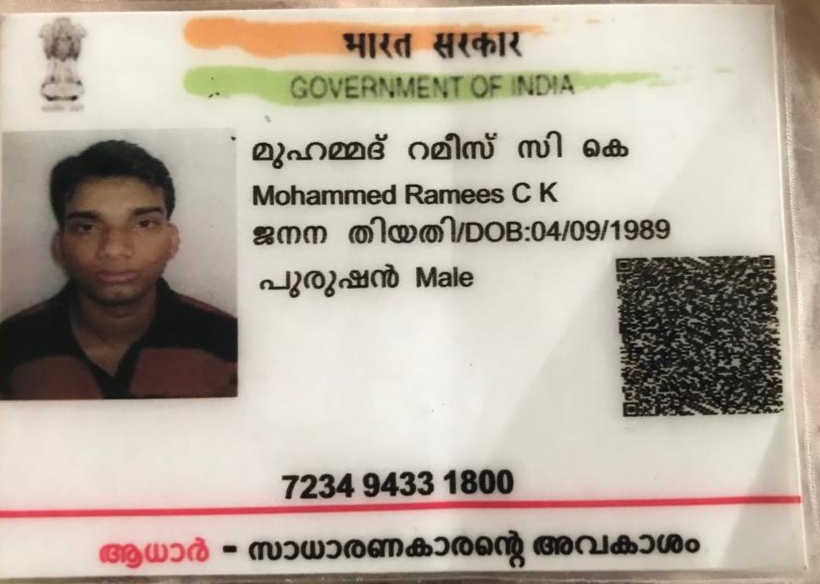 भारत सरकार
GOVERNMENT OF INDIA
മുഹമ്മദ് റമീസ് സി കെ
Mohammed Ramees C K
ജനന തിയതി/DOB:04/09/1989
പുരുഷൻ Male
7234 9433 1800
ആധാർ - സാധാരണകാരന്റെ അവകാശം